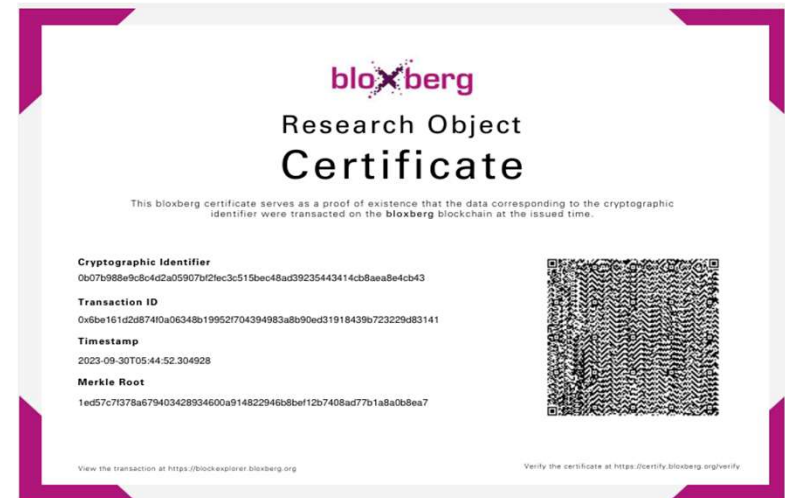 bloxberg
Research Object
Certificate
This bloxberg certificate serves as a proof of existence that the data corresponding to the cryptographic
identifier were transacted on the bloxberg blockchain at the issued time.
Cryptographic Identifier
0b07b988e9c8c4d2a05907bf2fec3c515bec48ad39235443414cb8aea8e4cb43
Transaction ID
0x6be161d2d874f0a06348b19952f704394983a8b90ed31918439b723229d83141
Timestamp
2023-09-30T05:44:52.304928
Merkle Root
1ed57c7f378a679403428934600a914822946b8bef12b7408ad77b1a8a0b8ea7
View the transaction at https://blockexplorer.bloxberg.org
Verify the certificate at https://certify.bloxberg.org/verify